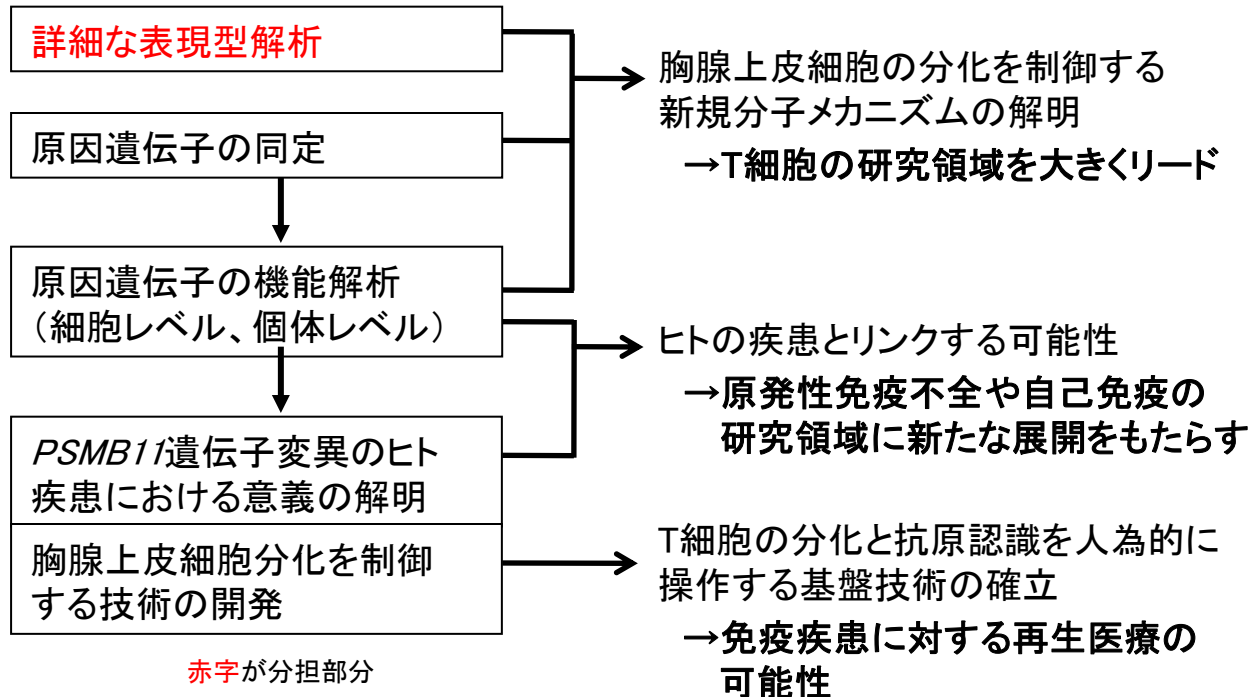 詳細な表現型解析
原因遺伝子の同定
原因遺伝子の機能解析
（細胞レベル、個体レベル）
PSMB11遺伝子変異のヒト
疾患における意義の解明
胸腺上皮細胞分化を制御
する技術の開発
赤字が分担部分
胸腺上皮細胞の分化を制御する
新規分子メカニズムの解明
→T細胞の研究領域を大きくリード
ヒトの疾患とリンクする可能性
→原発性免疫不全や自己免疫の
研究領域に新たな展開をもたらす
T細胞の分化と抗原認識を人為的に
操作する基盤技術の確立
→免疫疾患に対する再生医療の
可能性